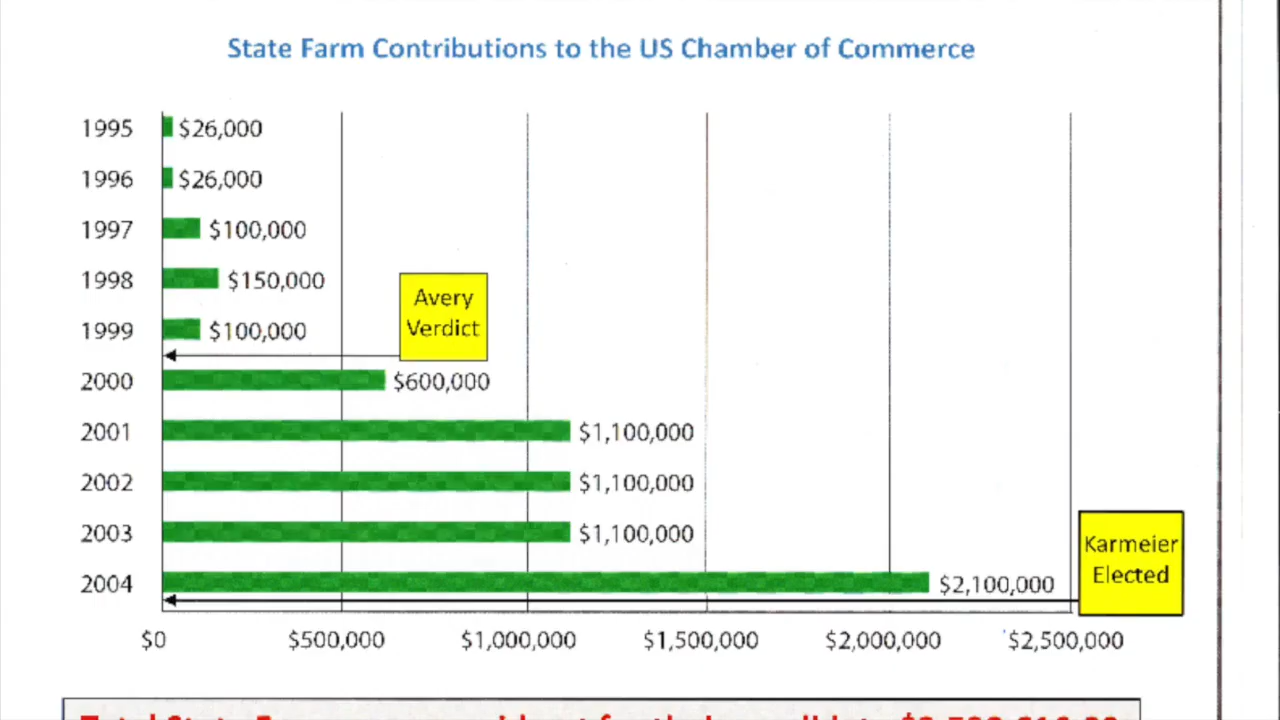 State Farm Contributions to the US Chamber of Commerce
1995 $26,000
1996 $26,000
1997 $100,000
1998 $150,000
Avery
Verdict
1999 $100,000
2000 $600,000
2001 $1,100,000
2002 $1,100,000
2003 $1,100,000
Karmeier
Elected
2004 $2,100,000
$0 $500,000 $1,000,000 $1,500,000 $2,000,000 $2,500,000
Total State Farm